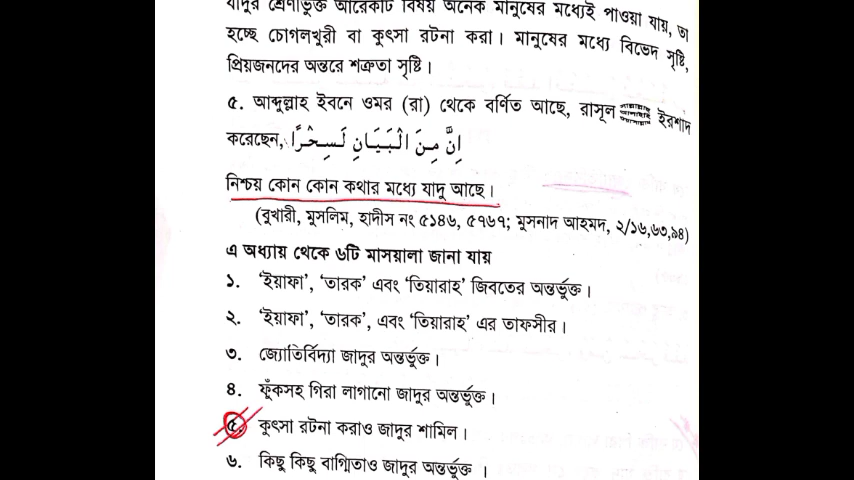 যাদুর শ্রেণীভুক্ত আরেকটি বিষয় অনেক মানুষের মধ্যেই পাওয়া যায়, তা
হচ্ছে চোগলখুরী বা কুৎসা রটনা করা। মানুষের মধ্যে বিভেদ সৃষ্টি,
প্রিয়জনদের অন্তরে শত্রুতা সৃষ্টি।
৫. আব্দুল্লাহ ইবনে ওমর (রা) থেকে বর্ণিত আছে, রাসূল ইরশাদ
করেছেন, اِنَّ مِنَ الْبَيَانِ لَسِحْرًا
নিশ্চয় কোন কোন কথার মধ্যে যাদু আছে।
(বুখারী, মুসলিম, হাদীস নং ৫১৪৬, ৫৭৬৭; মুসনাদ আহমদ, ২/১৬,৬৩,৯৪)
এ অধ্যায় থেকে ৬টি মাসয়ালা জানা যায়
১. ‘ইয়াফা’, ‘তারক’ এবং ‘তিয়ারাহ’ জিবতের অন্তর্ভুক্ত।
২. ‘ইয়াফা’, ‘তারক’, এবং ‘তিয়ারাহ’ এর তাফসীর।
৩. জ্যোতির্বিদ্যা জাদুর অন্তর্ভুক্ত।
৪. ফুঁকসহ গিরা লাগানো জাদুর অন্তর্ভুক্ত।
৫. কুৎসা রটনা করাও জাদুর শামিল।
৬. কিছু কিছু বাগ্মিতাও জাদুর অন্তর্ভুক্ত ।